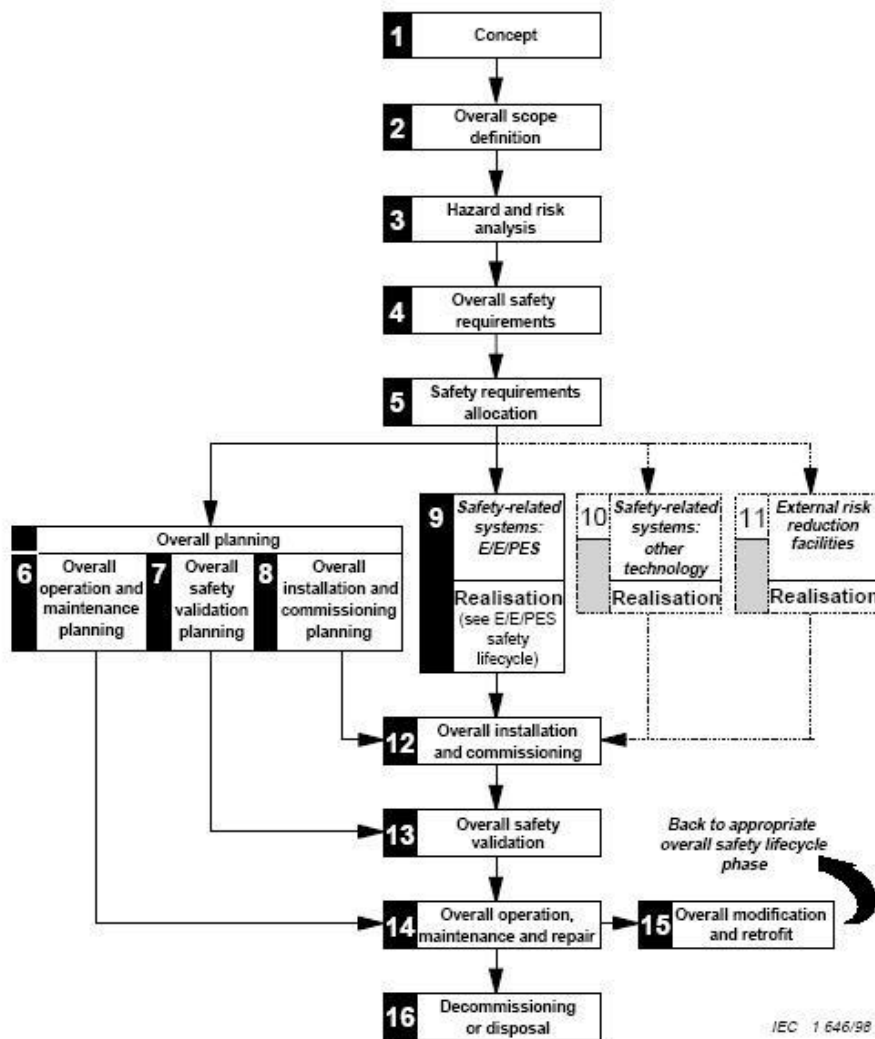 1
Concept
2
Overall scope
definition
3
Hazard and risk
analysis
4
Overall safety
requirements
5
Safety requirements
allocation
Overall planning
6
Overall
operation and
maintenance
planning
7
Overall
safety
validation
planning
8
Overall
installation and
commissioning
planning
9
Safety-related
systems:
E/E/PES
Realisation
(see E/E/PES
safety
lifecycle)
10
Safety-related
systems:
other
technology
Realisation
11
External risk
reduction
facilities
Realisation
12
Overall installation
and commissioning
13
Overall safety
validation
Back to appropriate
overall safety lifecycle
phase
14
Overall operation,
maintenance and repair
15
Overall modification
and retrofit
16
Decommissioning
or disposal
IEC 1 646/98